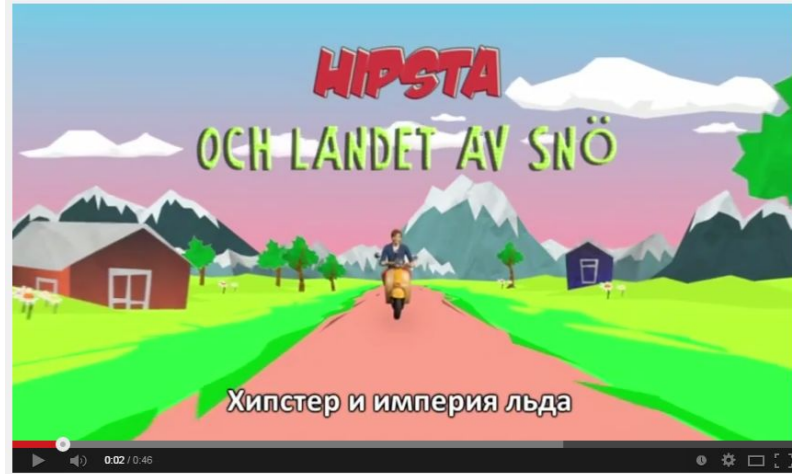 HIPSTA
OCH LANDET AV SNÖ
Хипстер и империя льда
0:02 / 0:46